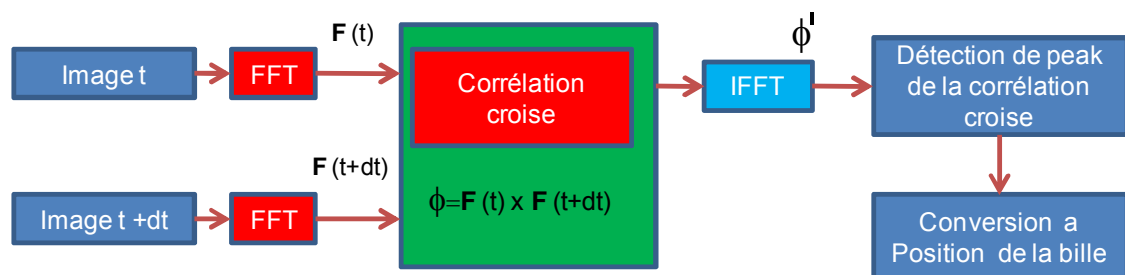 Image t
FFT
F (t)
Corrélation
croise
ϕ=F (t) x F (t+dt)
Image t +dt
FFT
F (t+dt)
ϕ'
IFFT
Détection de peak
de la corrélation
croise
Conversion a
Position de la bille